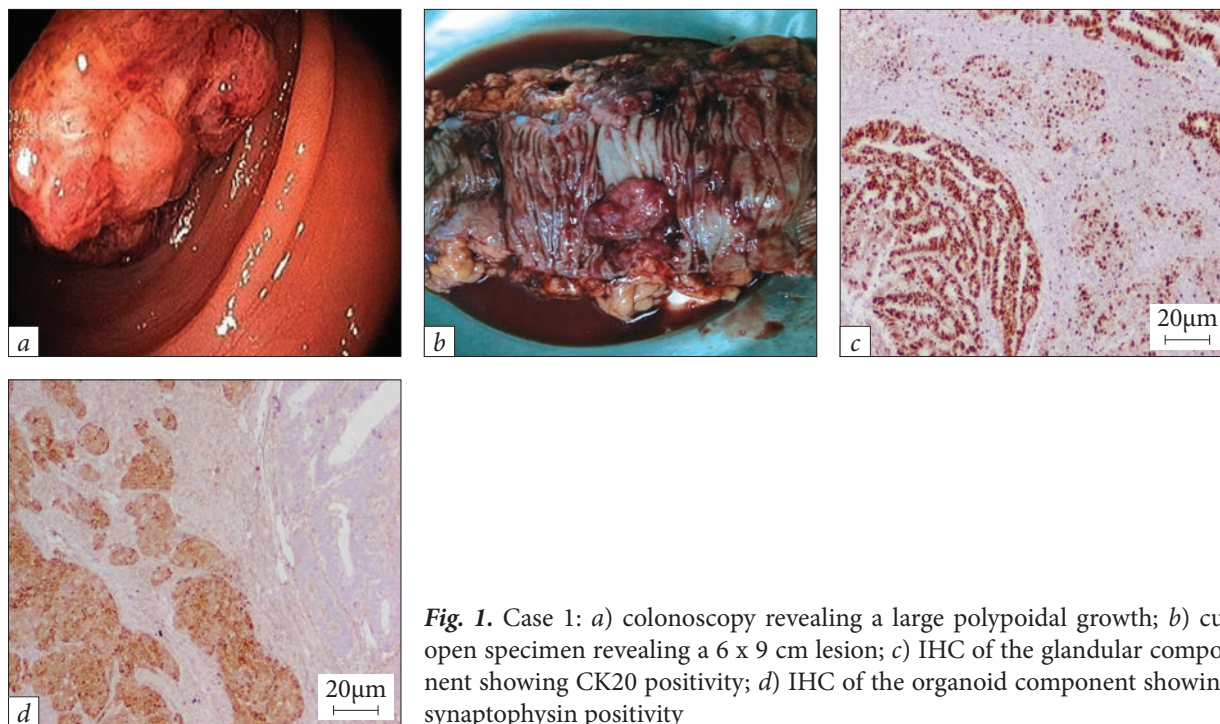 a
b
c
20μm
d
20μm
Fig. 1. Case 1: a) colonoscopy revealing a large polypoidal growth; b) cu
open specimen revealing a 6 x 9 cm lesion; c) IHC of the glandular compo
nent showing CK20 positivity; d) IHC of the organoid component showin
synaptophysin positivity